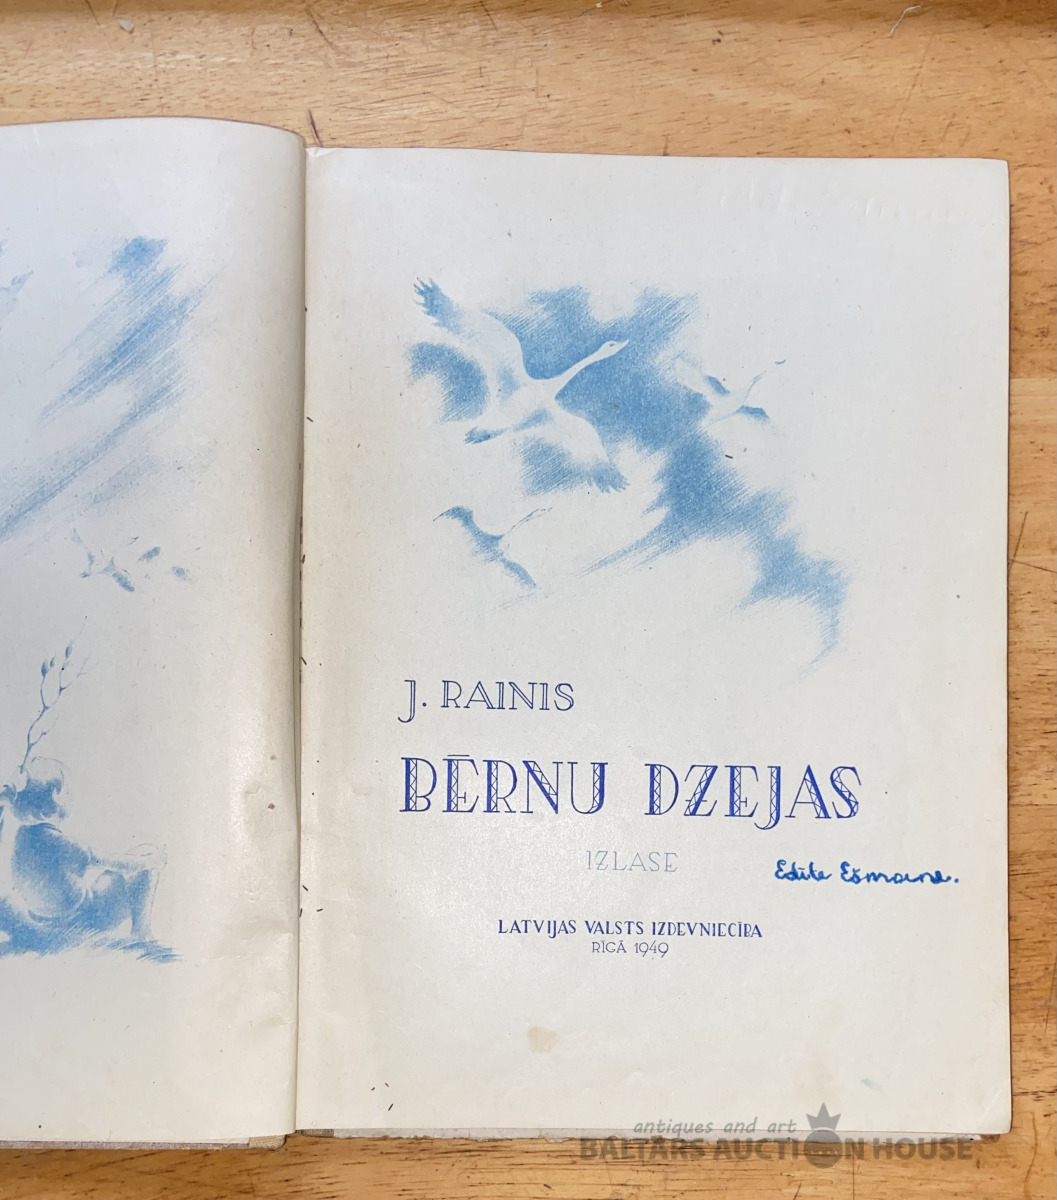 J. RAINIS
BĒRNU DZEJAS
IZLASE
Edīte Ešmane.
LATVIJAS VALSTS IZDEVNIECĪBA
RĪGĀ 1949
antiques and art
BALTARS AUCTION HOUSE